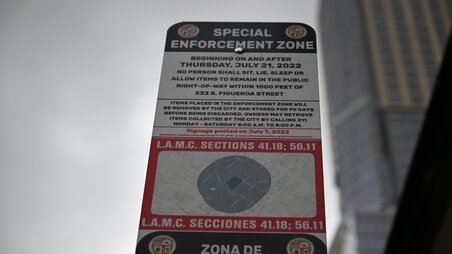 SPECIAL
ENFORCEMENT ZONE
BEGINNING ON AND AFTER
THURSDAY, JULY 21, 2022
NO PERSON SHALL SIT, LIE, SLEEP OR
ALLOW ITEMS TO REMAIN IN THE PUBLIC
RIGHT-OF-WAY WITHIN 1000 FEET OF
333 S. FIGUEROA STREET
ITEMS PLACED IN THE ENFORCEMENT ZONE WILL
BE REMOVED BY THE CITY AND STORED FOR 90 DAYS
BEFORE BEING DISCARDED. OWNERS MAY RETRIEVE
ITEMS COLLECTED BY THE CITY BY CALLING 311
MONDAY - SATURDAY 8:00 A.M. TO 5:00 P.M.
Signage posted on July 7, 2022
L.A.M.C. SECTIONS 41.18; 56.11
L.A.M.C. SECCIONES 41.18; 56.11
ZONA DE